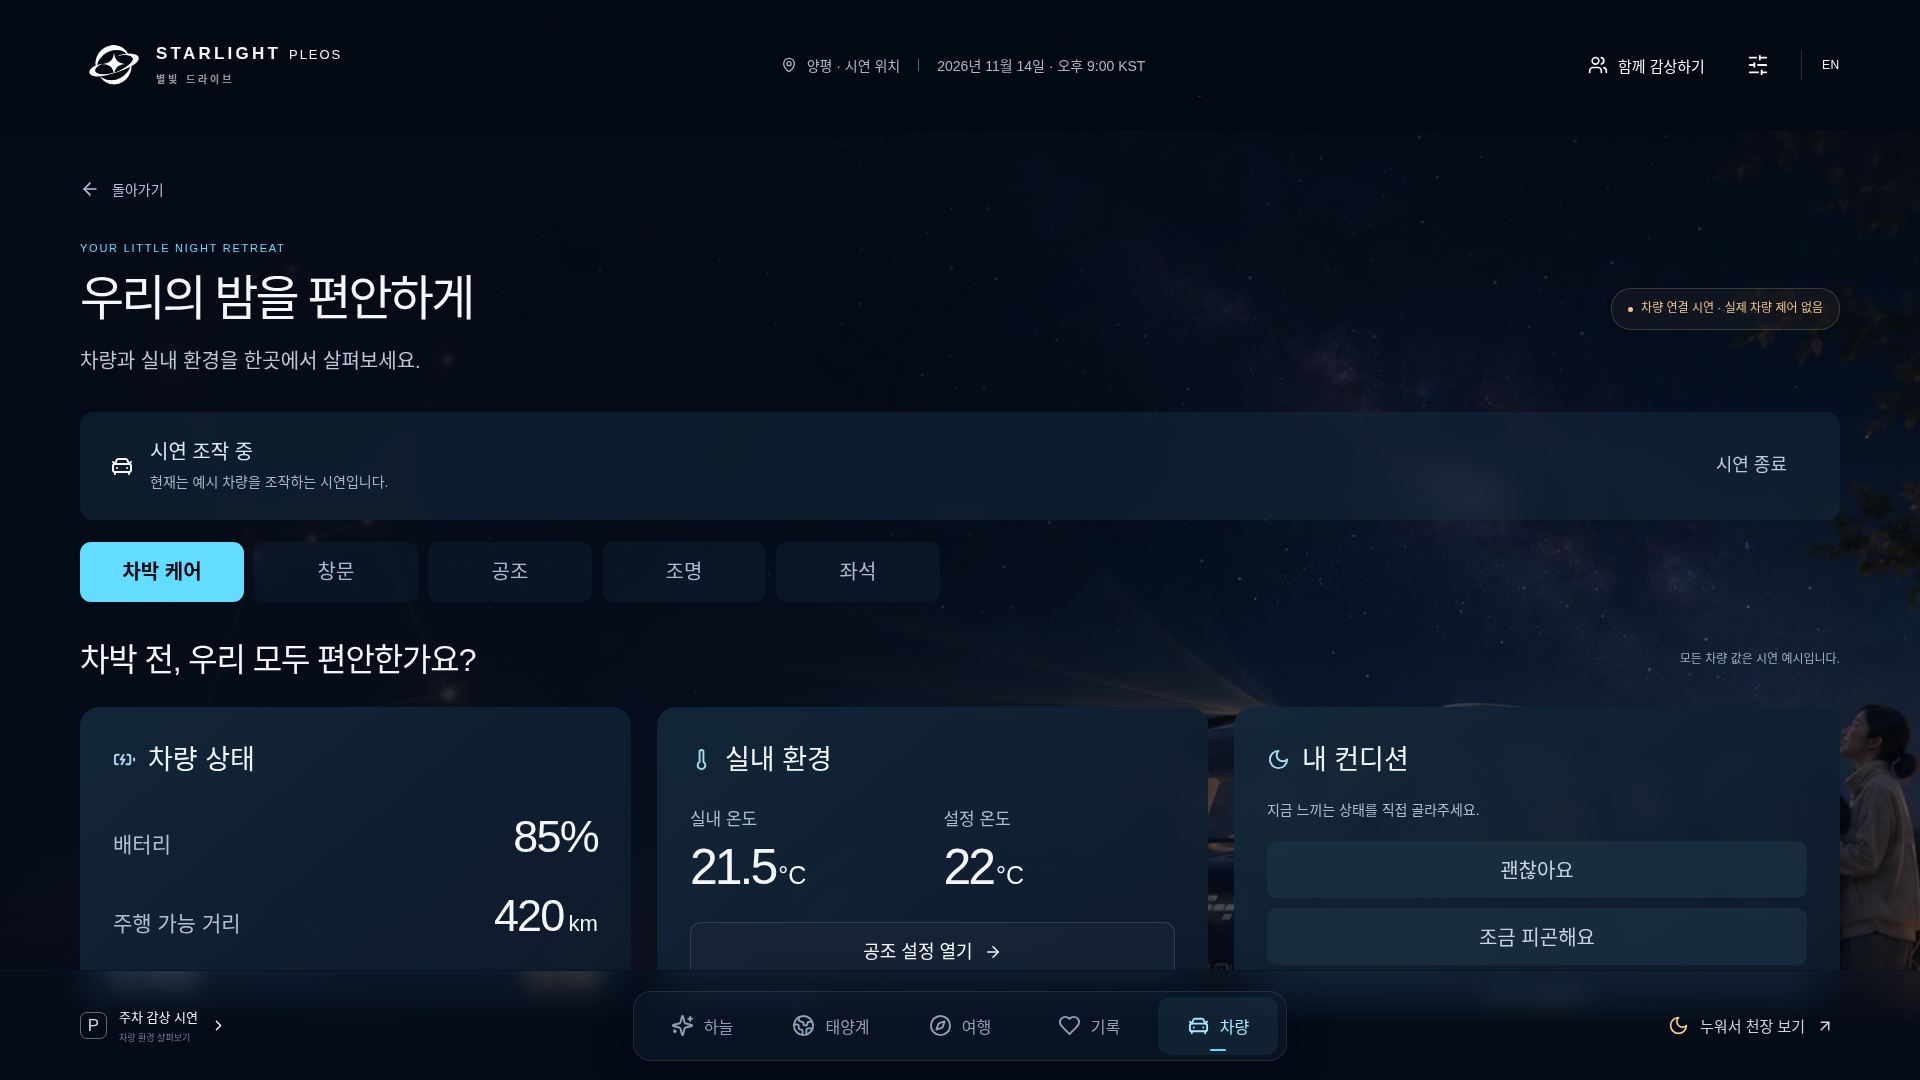 STARLIGHT PLEOS
별빛 드라이브
양평 · 시연 위치
2026년 11월 14일 · 오후 9:00 KST
함께 감상하기
EN
돌아가기
YOUR LITTLE NIGHT RETREAT
우리의 밤을 편안하게
차량 연결 시연 · 실제 차량 제어 없음
차량과 실내 환경을 한곳에서 살펴보세요.
시연 조작 중
현재는 예시 차량을 조작하는 시연입니다.
시연 종료
차박 케어
창문
공조
조명
좌석
차박 전, 우리 모두 편안한가요?
모든 차량 값은 시연 예시입니다.
차량 상태
배터리
85%
주행 가능 거리
420 km
실내 환경
실내 온도
21.5°C
설정 온도
22°C
공조 설정 열기
내 컨디션
지금 느끼는 상태를 직접 골라주세요.
괜찮아요
조금 피곤해요
P
주차 감상 시연
차량 환경 살펴보기
하늘
태양계
여행
기록
차량
누워서 천장 보기